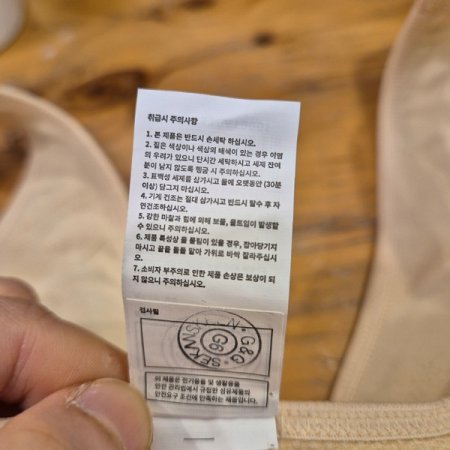 취급시 주의사항
1. 본 제품은 반드시 손세탁 하십시오.
2. 짙은 색상이나 색상의 배색이 있는 경우 이염
의 우려가 있으니 단시간 세탁하시고 세제 잔여
분이 남지 않도록 헹굼 시 주의하십시오.
3. 표백성 세제를 삼가시고 물에 오랫동안 (30분
이상) 담그지 마십시오.
4. 기계 건조는 절대 삼가시고 반드시 탈수 후 자
연건조하십시오.
5. 강한 마찰과 힘에 의해 보풀, 올트임이 발생할
수 있으니 주의하십시오.
6. 제품 특성상 올 풀림이 있을 경우, 잡아당기지
마시고 끝을 돌돌 말아 가위로 바싹 잘라주십시
오.
7. 소비자 부주의로 인한 제품 손상은 보상이 되
지 않으니 주의하십시오.
검사필
G&G
G6
이 제품은 전기용품 및 생활용품
안전 관리법에서 규정한 섬유제품의
안전요구 조건에 만족하는 제품입니다.